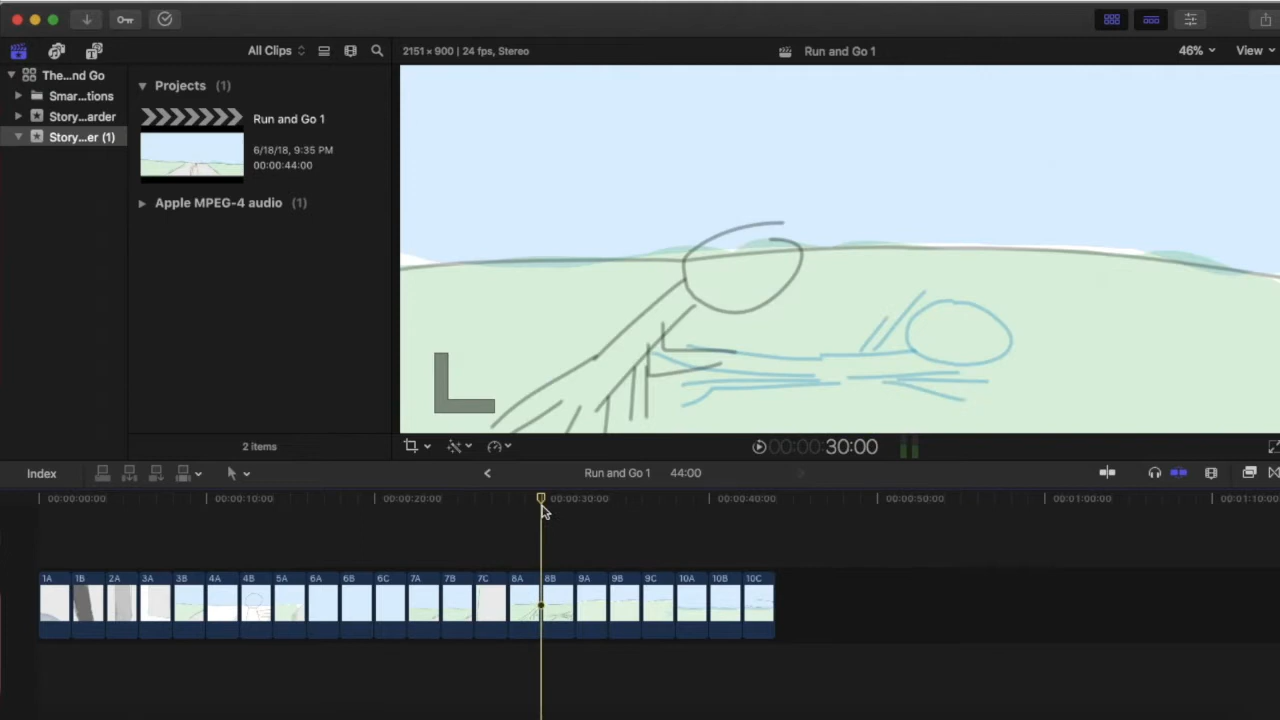 All Clips
2151 × 900 | 24 fps, Stereo
Run and Go 1
46%
View
The...nd Go
Smar...tions
Story...arder
Story...er (1)
Projects (1)
Run and Go 1
6/18/18, 9:35 PM
00:00:44:00
Apple MPEG-4 audio (1)
2 items
00:00:30:00
Index
Run and Go 1
44:00
00:00:00:00
00:00:10:00
00:00:20:00
00:00:30:00
00:00:40:00
00:00:50:00
00:01:00:00
00:01:10:00
1A 1B 2A 3A 3B 4A 4B 5A 6A 6B 6C 7A 7B 7C 8A 8B 9A 9B 9C 10A 10B 10C